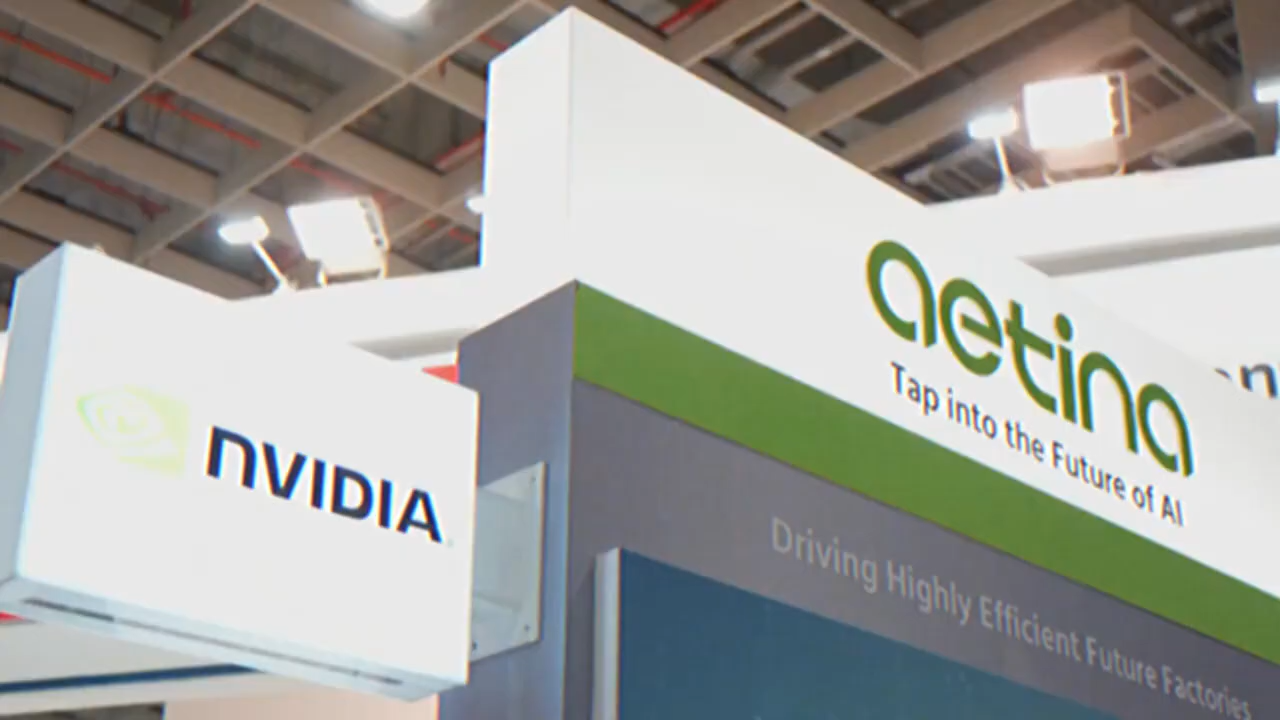 NVIDIA
aetina
Tap into the Future of AI
Driving Highly Efficient Future Factories